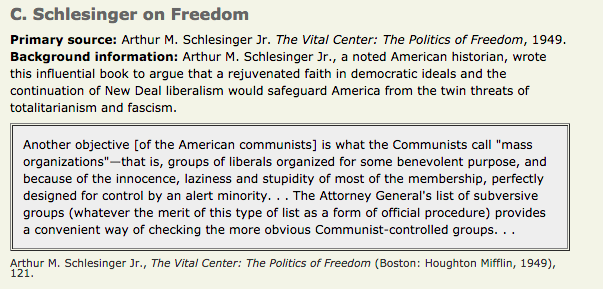 C. Schlesinger on Freedom
Primary source: Arthur M. Schlesinger Jr. The Vital Center: The Politics of Freedom, 1949.
Background information: Arthur M. Schlesinger Jr., a noted American historian, wrote
this influential book to argue that a rejuvenated faith in democratic ideals and the
continuation of New Deal liberalism would safeguard America from the twin threats of
totalitarianism and fascism.
Another objective [of the American communists] is what the Communists call "mass
organizations"—that is, groups of liberals organized for some benevolent purpose, and
because of the innocence, laziness and stupidity of most of the membership, perfectly
designed for control by an alert minority. . . The Attorney General's list of subversive
groups (whatever the merit of this type of list as a form of official procedure) provides
a convenient way of checking the more obvious Communist-controlled groups. . .
Arthur M. Schlesinger Jr., The Vital Center: The Politics of Freedom (Boston: Houghton Mifflin, 1949),
121.